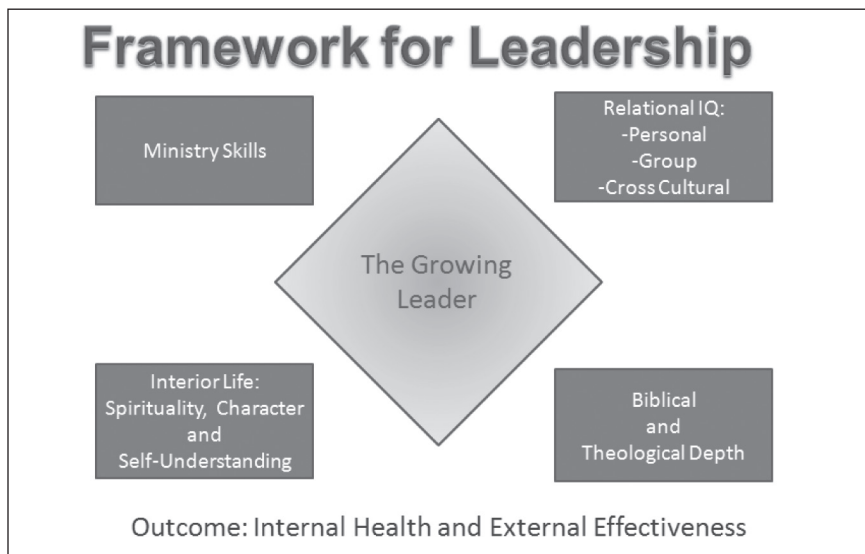 Framework for Leadership
Ministry Skills
Relational IQ:
-Personal
-Group
-Cross Cultural
The Growing
Leader
Interior Life:
Spirituality, Character
and
Self-Understanding
Biblical
and
Theological Depth
Outcome: Internal Health and External Effectiveness